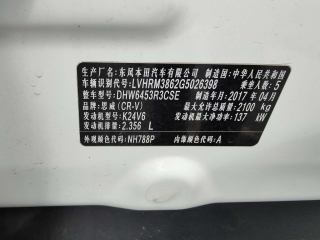 生产厂名：东风本田汽车有限公司 制造国：中华人民共和国
车辆识别代号：LVHRM3862G5026398 乘坐人数：5
整车型号：DHW6453R3CSE 制造年月：2017 年 04月
品牌：思威(CR-V) 最大允许总质量：2100 kg
发动机型号：K24V6 发动机最大净功率：137 kW
发动机排量：2.356 L
外观颜色代码：NH788P 内饰颜色代码：A